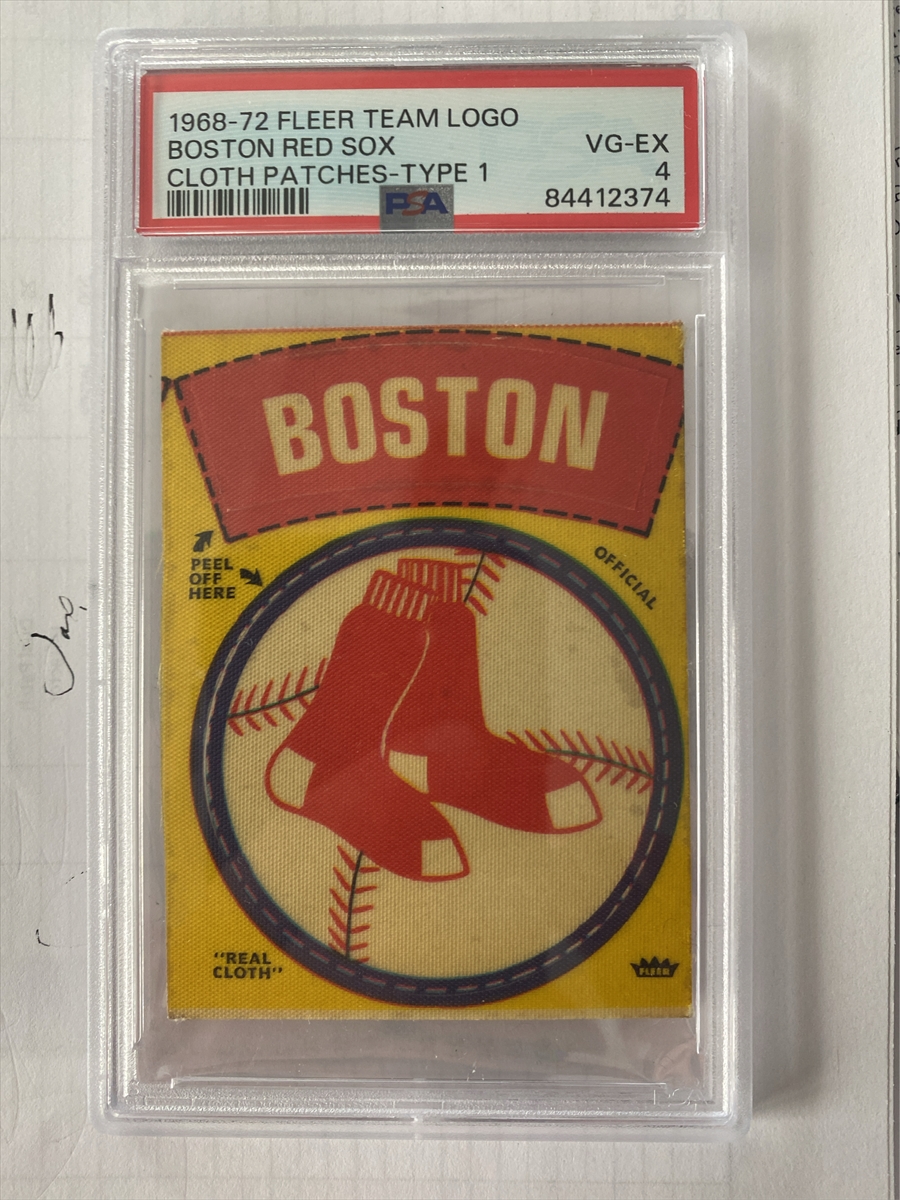 1968-72 FLEER TEAM LOGO
BOSTON RED SOX VG-EX
CLOTH PATCHES-TYPE 1 4
PSA 84412374
BOSTON
PEEL
OFF
HERE
OFFICIAL
"REAL
CLOTH"
FLEER